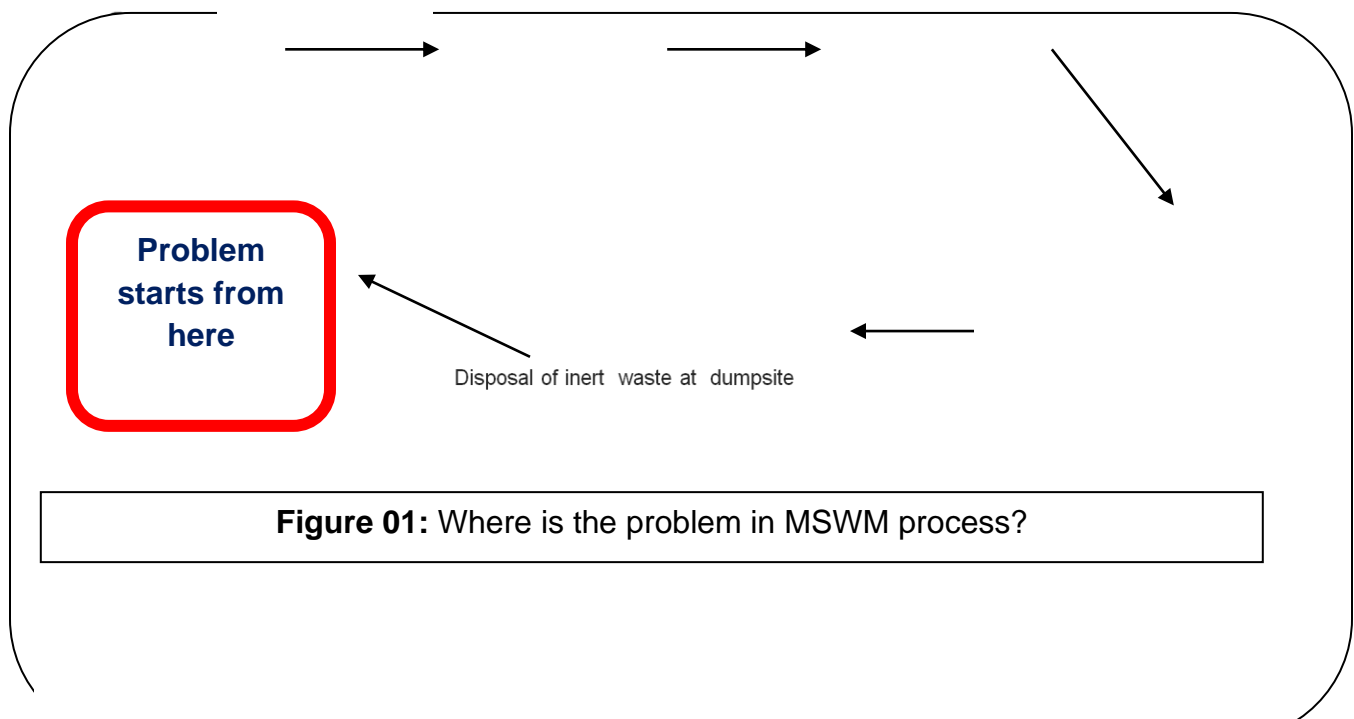 Problem
starts from
here
Disposal of inert waste at dumpsite
Figure 01: Where is the problem in MSWM process?